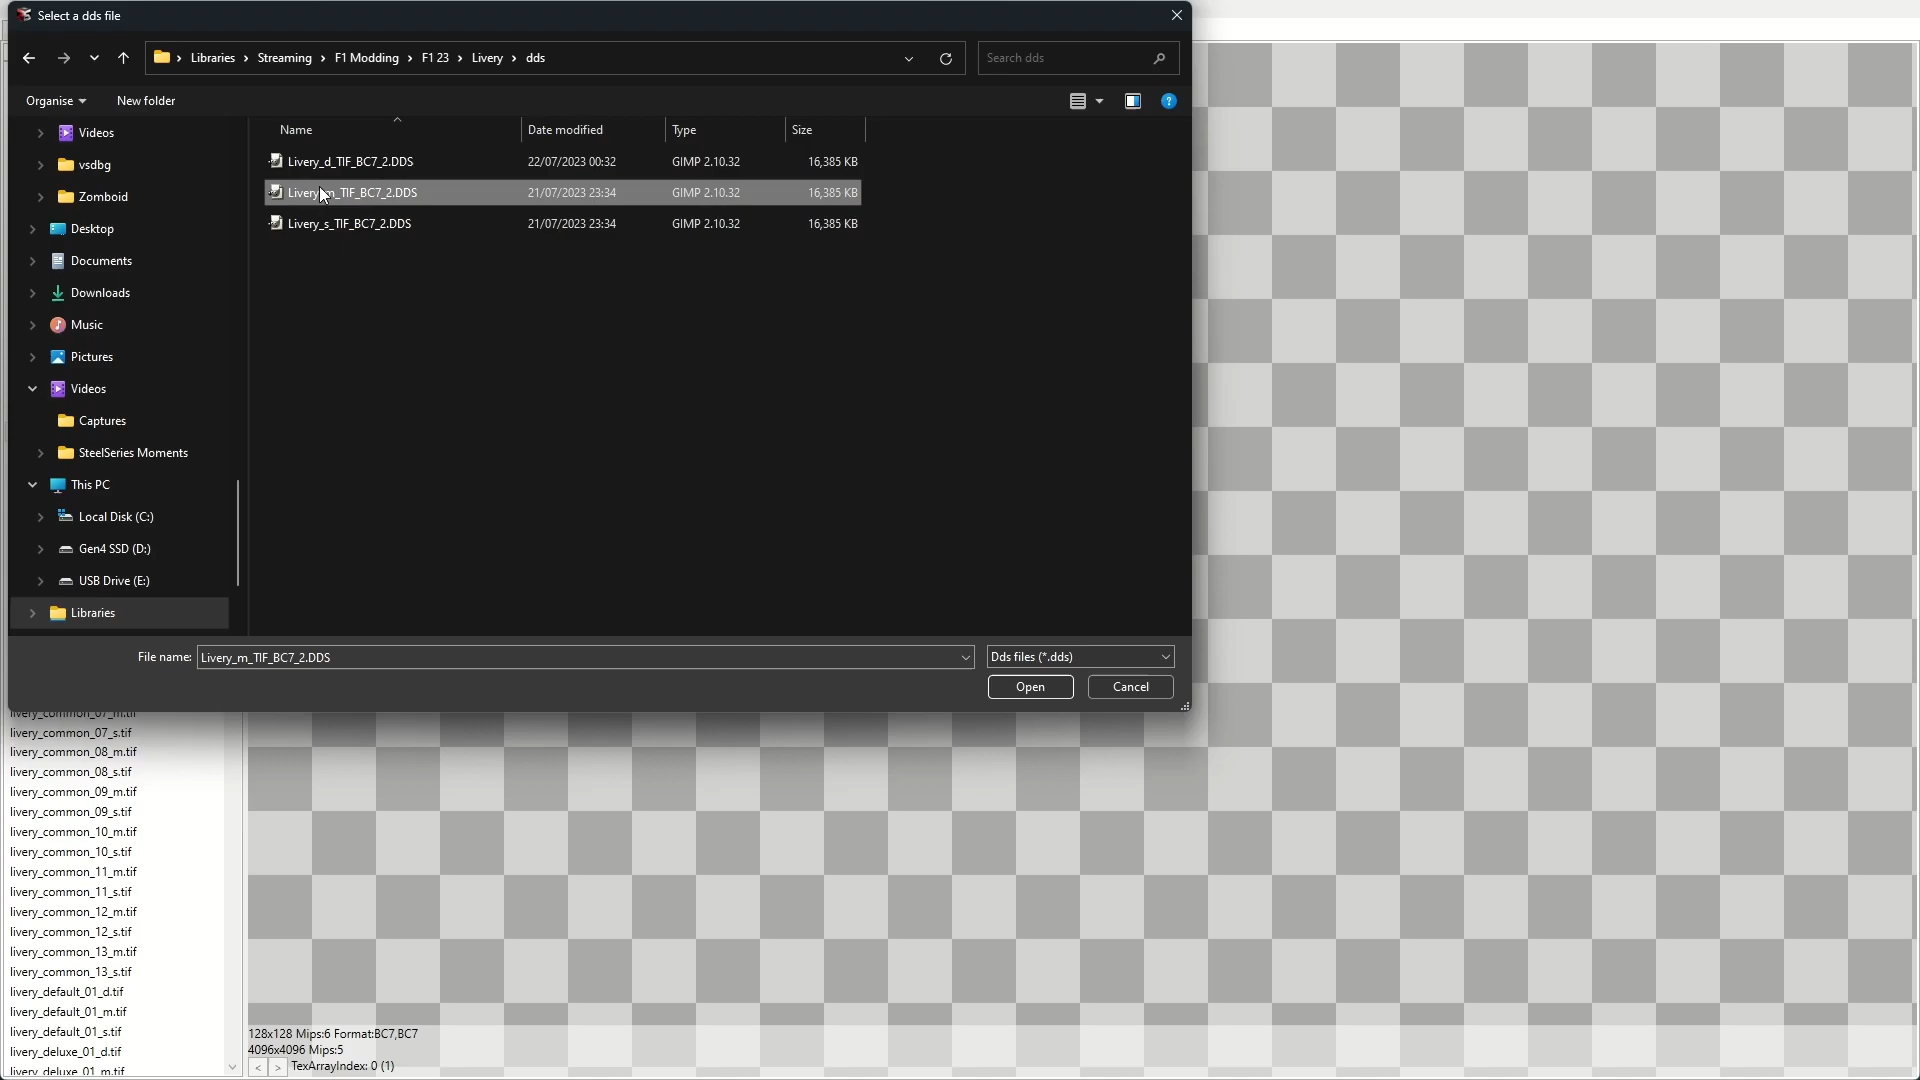 Select a dds file
Libraries > Streaming > F1 Modding > F1 23 > Livery > dds
Search dds
Organise
New folder
Name
Date modified
Type
Size
Livery_d_TIF_BC7_2.DDS 22/07/2023 00:32 GIMP 2.10.32 16,385 KB
Livery_m_TIF_BC7_2.DDS 21/07/2023 23:34 GIMP 2.10.32 16,385 KB
Livery_s_TIF_BC7_2.DDS 21/07/2023 23:34 GIMP 2.10.32 16,385 KB
Videos
vsdbg
Zomboid
Desktop
Documents
Downloads
Music
Pictures
Videos
Captures
SteelSeries Moments
This PC
Local Disk (C:)
Gen4 SSD (D:)
USB Drive (E:)
Libraries
File name: Livery_m_TIF_BC7_2.DDS
Dds files (*.dds)
Open
Cancel
livery_common_07_m.tif
livery_common_07_s.tif
livery_common_08_m.tif
livery_common_08_s.tif
livery_common_09_m.tif
livery_common_09_s.tif
livery_common_10_m.tif
livery_common_10_s.tif
livery_common_11_m.tif
livery_common_11_s.tif
livery_common_12_m.tif
livery_common_12_s.tif
livery_common_13_m.tif
livery_common_13_s.tif
livery_default_01_d.tif
livery_default_01_m.tif
livery_default_01_s.tif
livery_deluxe_01_d.tif
livery_deluxe_01_m.tif
128x128 Mips:6 Format:BC7,BC7
4096x4096 Mips:5
< > TexArrayIndex: 0 (1)